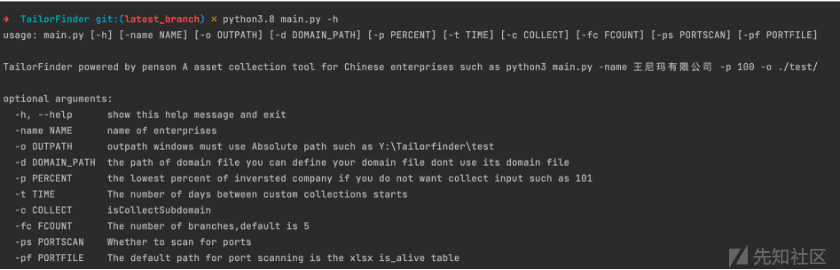 ➜ TailorFinder git:(latest_branch) ✗ python3.8 main.py -h
usage: main.py [-h] [-name NAME] [-o OUTPATH] [-d DOMAIN_PATH] [-p PERCENT] [-t TIME] [-c COLLECT] [-fc FCOUNT] [-ps PORTSCAN] [-pf PORTFILE]
TailorFinder powered by penson A asset collection tool for Chinese enterprises such as python3 main.py -name 王尼玛有限公司 -p 100 -o ./test/
optional arguments:
-h, --help show this help message and exit
-name NAME name of enterprises
-o OUTPATH outpath windows must use Absolute path such as Y:\Tailorfinder\test
-d DOMAIN_PATH the path of domain file you can define your domain file dont use its domain file
-p PERCENT the lowest percent of inversted company if you do not want collect input such as 101
-t TIME The number of days between custom collections starts
-c COLLECT isCollectSubdomain
-fc FCOUNT The number of branches,default is 5
-ps PORTSCAN Whether to scan for ports
-pf PORTFILE The default path for port scanning is the xlsx is_alive table
先知社区